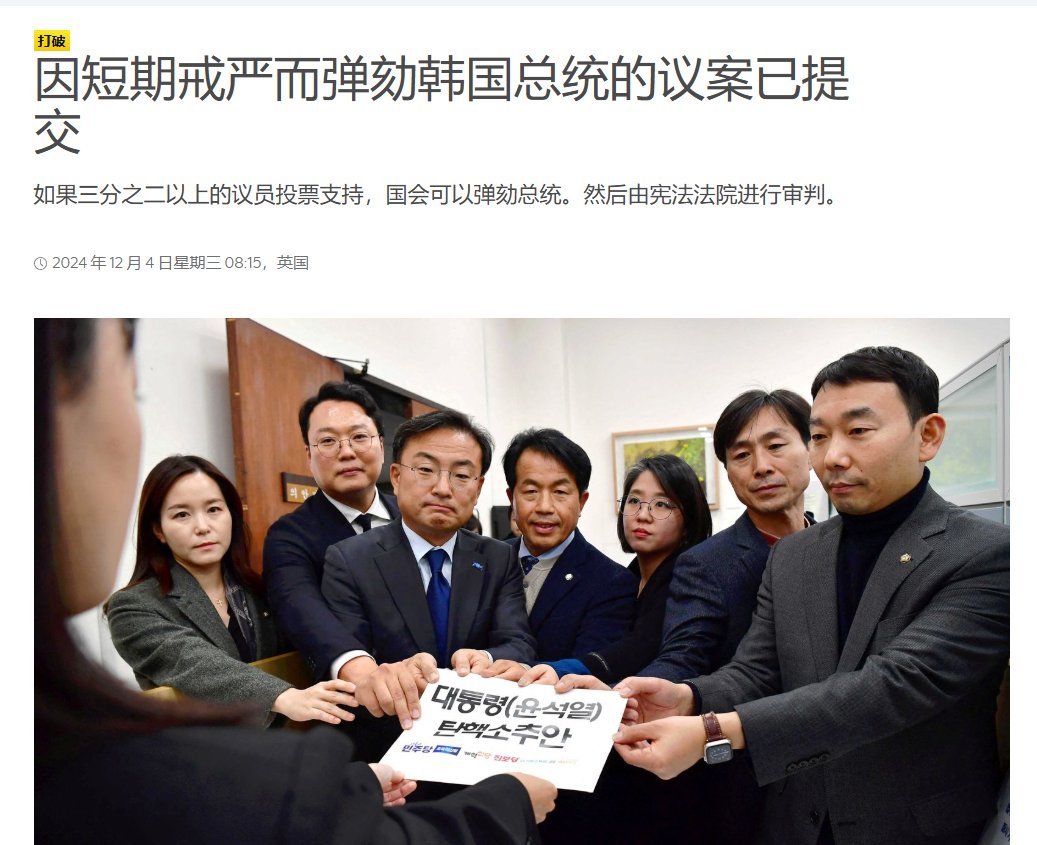 打破
因短期戒严而弹劾韩国总统的议案已提
交
如果三分之二以上的议员投票支持，国会可以弹劾总统。然后由宪法法院进行审判。
2024 年 12 月 4 日星期三 08:15，英国
의안
대통령(윤석열)
탄핵소추안
민주당 진보당